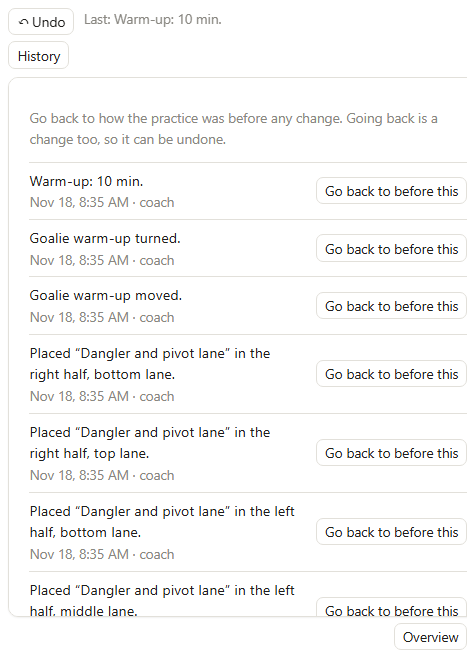 Undo
Last: Warm-up: 10 min.
History
Go back to how the practice was before any change. Going back is a
change too, so it can be undone.
Warm-up: 10 min.
Nov 18, 8:35 AM · coach
Go back to before this
Goalie warm-up turned.
Nov 18, 8:35 AM · coach
Go back to before this
Goalie warm-up moved.
Nov 18, 8:35 AM · coach
Go back to before this
Placed “Dangler and pivot lane” in the
right half, bottom lane.
Nov 18, 8:35 AM · coach
Go back to before this
Placed “Dangler and pivot lane” in the
right half, top lane.
Nov 18, 8:35 AM · coach
Go back to before this
Placed “Dangler and pivot lane” in the left
half, bottom lane.
Nov 18, 8:35 AM · coach
Go back to before this
Placed “Dangler and pivot lane” in the left
half, middle lane.
Go back to before this
Overview